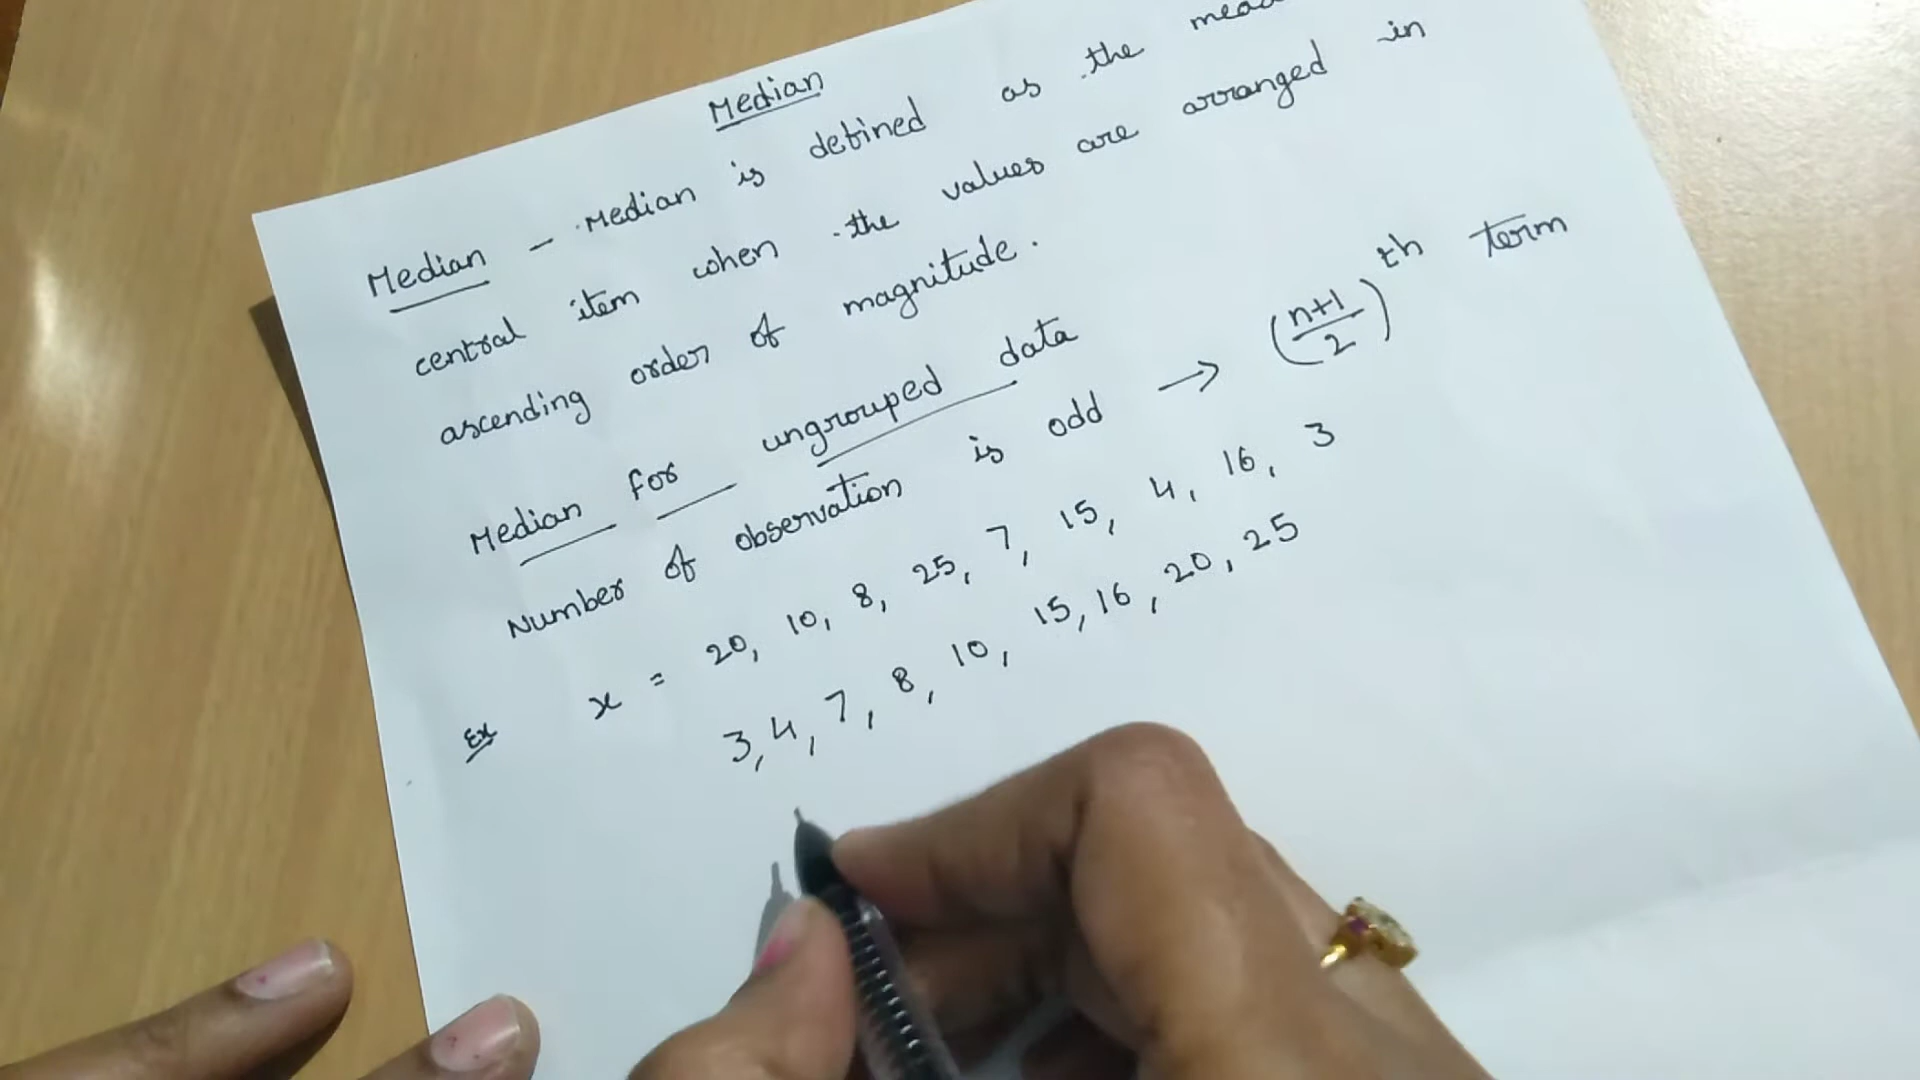 Median
Median - Median is defined as the
central item when the values are arranged in
ascending order of magnitude.
Median for ungrouped data
Number of observation is odd → (n+1/2)th term
Ex x = 20, 10, 8, 25, 7, 15, 4, 16, 3
3, 4, 7, 8, 10, 15, 16, 20, 25